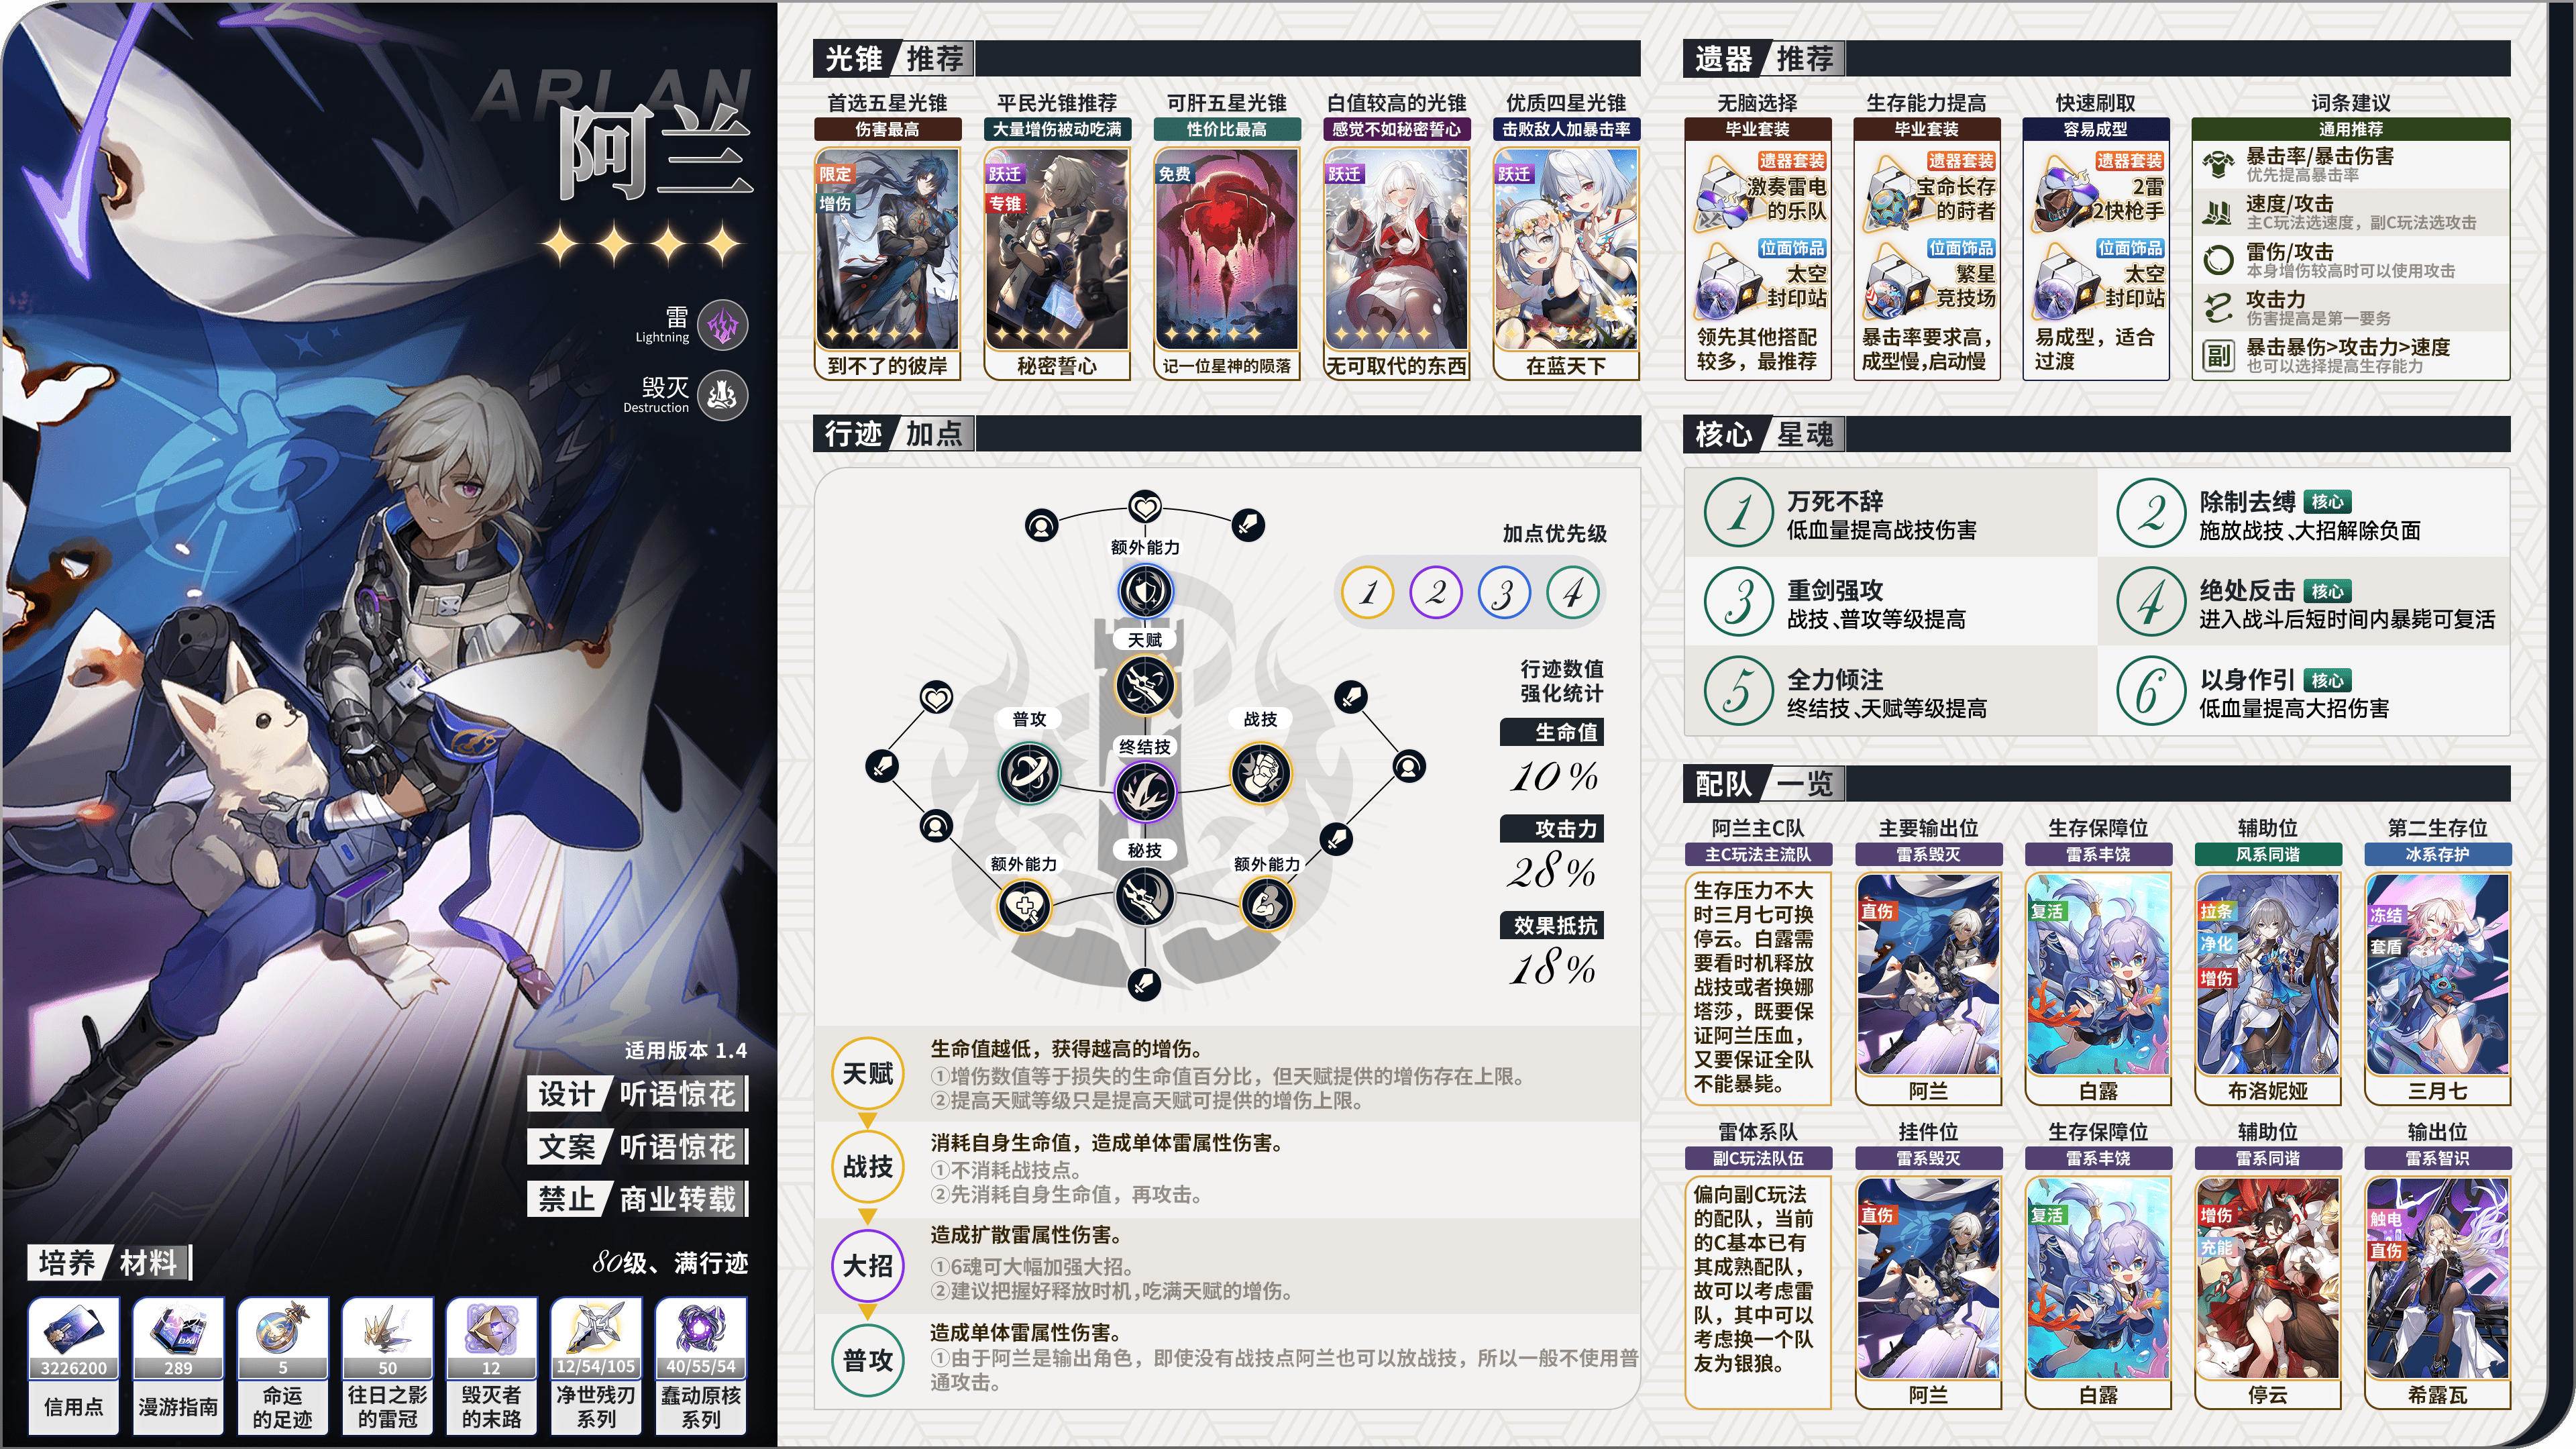 ARLAN
阿兰
雷
Lightning
毁灭
Destruction
适用版本 1.4
设计 听语惊花
文案 听语惊花
禁止 商业转载
培养 材料
80级、满行迹
3226200
信用点
289
漫游指南
5
命运
的足迹
50
往日之影
的雷冠
12
毁灭者
的末路
12/54/105
净世残刃
系列
40/55/54
蠢动原核
系列
光锥 推荐
首选五星光锥
伤害最高
限定
增伤
到不了的彼岸
平民光锥推荐
大量增伤被动吃满
跃迁
专锥
秘密誓心
可肝五星光锥
性价比最高
免费
记一位星神的陨落
白值较高的光锥
感觉不如秘密誓心
跃迁
无可取代的东西
优质四星光锥
击败敌人加暴击率
跃迁
在蓝天下
行迹 加点
额外能力
天赋
普攻
终结技
战技
额外能力
秘技
额外能力
加点优先级
1 2 3 4
行迹数值
强化统计
生命值
10%
攻击力
28%
效果抵抗
18%
天赋
生命值越低，获得越高的增伤。
①增伤数值等于损失的生命值百分比，但天赋提供的增伤存在上限。
②提高天赋等级只是提高天赋可提供的增伤上限。
战技
消耗自身生命值，造成单体雷属性伤害。
①不消耗战技点。
②先消耗自身生命值，再攻击。
大招
造成扩散雷属性伤害。
①6魂可大幅加强大招。
②建议把握好释放时机,吃满天赋的增伤。
普攻
造成单体雷属性伤害。
①由于阿兰是输出角色，即使没有战技点阿兰也可以放战技，所以一般不使用普
通攻击。
遗器 推荐
无脑选择
毕业套装
遗器套装
激奏雷电
的乐队
位面饰品
太空
封印站
领先其他搭配
较多，最推荐
生存能力提高
毕业套装
遗器套装
宝命长存
的莳者
位面饰品
繁星
竞技场
暴击率要求高，
成型慢,启动慢
快速刷取
容易成型
遗器套装
2雷
2快枪手
位面饰品
太空
封印站
易成型，适合
过渡
词条建议
通用推荐
暴击率/暴击伤害
优先提高暴击率
速度/攻击
主C玩法选速度，副C玩法选攻击
雷伤/攻击
本身增伤较高时可以使用攻击
攻击力
伤害提高是第一要务
副
暴击暴伤>攻击力>速度
也可以选择提高生存能力
核心 星魂
1
万死不辞
低血量提高战技伤害
2
除制去缚 核心
施放战技、大招解除负面
3
重剑强攻
战技、普攻等级提高
4
绝处反击 核心
进入战斗后短时间内暴毙可复活
5
全力倾注
终结技、天赋等级提高
6
以身作引 核心
低血量提高大招伤害
配队 一览
阿兰主C队
主C玩法主流队
生存压力不大
时三月七可换
停云。白露需
要看时机释放
战技或者换娜
塔莎，既要保
证阿兰压血，
又要保证全队
不能暴毙。
主要输出位
雷系毁灭
直伤
阿兰
生存保障位
雷系丰饶
复活
白露
辅助位
风系同谐
拉条
净化
增伤
布洛妮娅
第二生存位
冰系存护
冻结
套盾
三月七
雷体系队
副C玩法队伍
偏向副C玩法
的配队，当前
的C基本已有
其成熟配队，
故可以考虑雷
队，其中可以
考虑换一个队
友为银狼。
挂件位
雷系毁灭
直伤
阿兰
生存保障位
雷系丰饶
复活
白露
辅助位
雷系同谐
增伤
充能
停云
输出位
雷系智识
触电
直伤
希露瓦